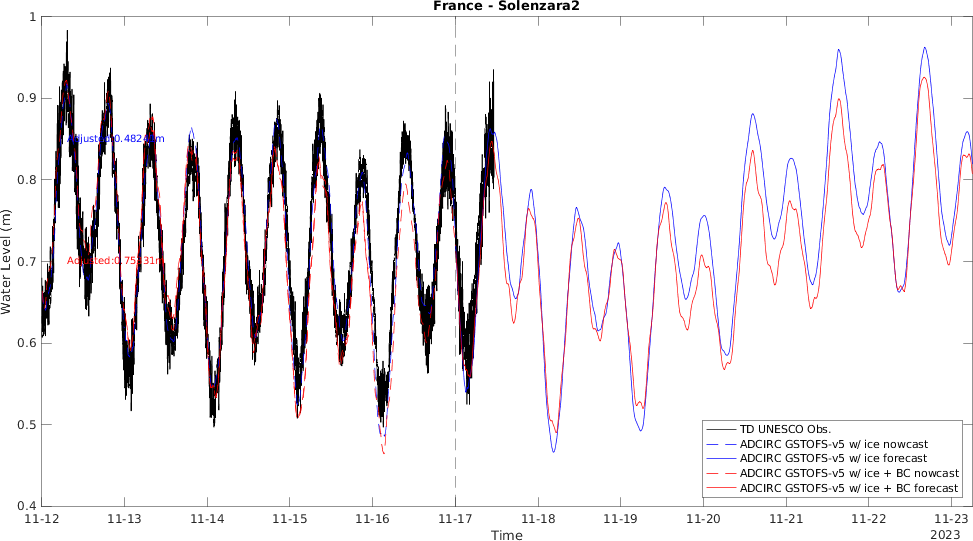 France - Solenzara2
Water Level (m)
1
0.9
0.8
0.7
0.6
0.5
0.4
11-12
11-13
11-14
11-15
11-16
11-17
11-18
11-19
11-20
11-21
11-22
11-23
2023
Time
TD UNESCO Obs.
ADCIRC GSTOFS-v5 w/ ice nowcast
ADCIRC GSTOFS-v5 w/ ice forecast
ADCIRC GSTOFS-v5 w/ ice + BC nowcast
ADCIRC GSTOFS-v5 w/ ice + BC forecast